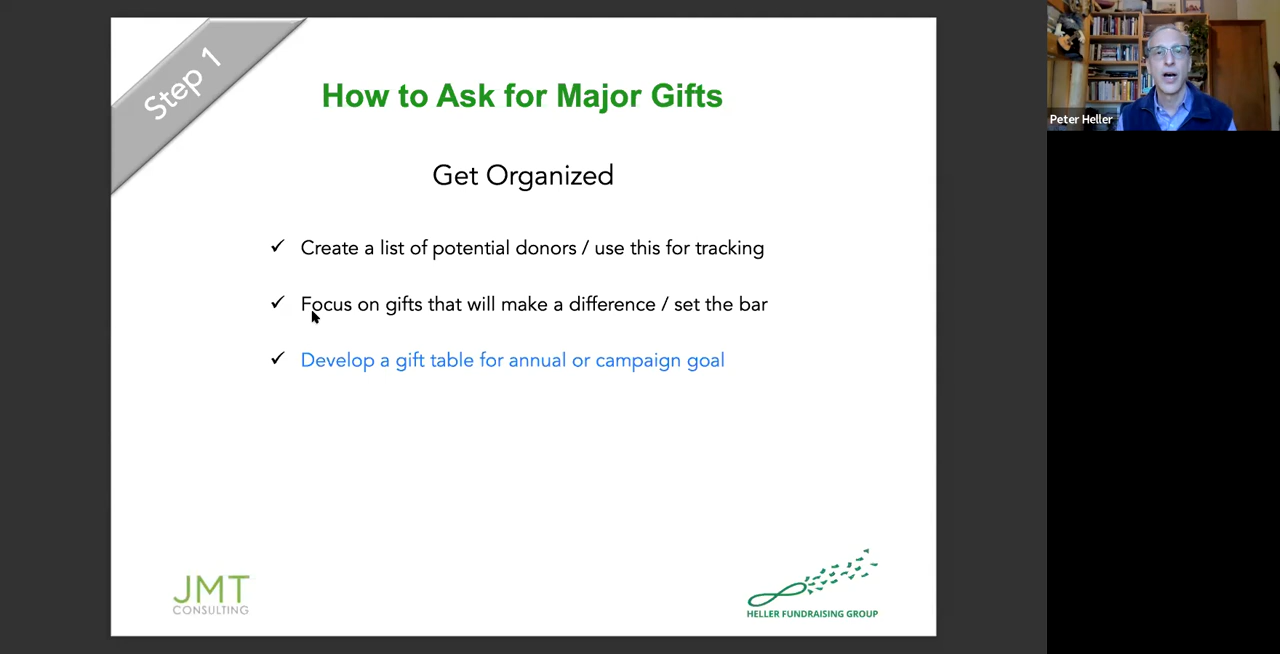 Step 1
How to Ask for Major Gifts
Get Organized
✓ Create a list of potential donors / use this for tracking
✓ Focus on gifts that will make a difference / set the bar
✓ Develop a gift table for annual or campaign goal
JMT
CONSULTING
HELLER FUNDRAISING GROUP
Peter Heller